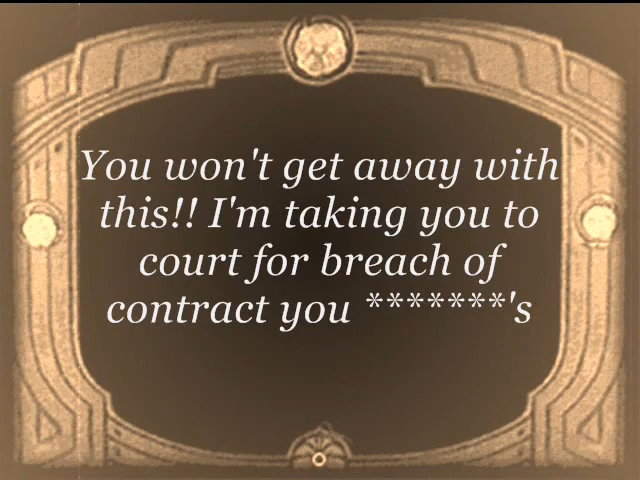 You won't get away with
this!! I'm taking you to
court for breach of
contract you *******'s